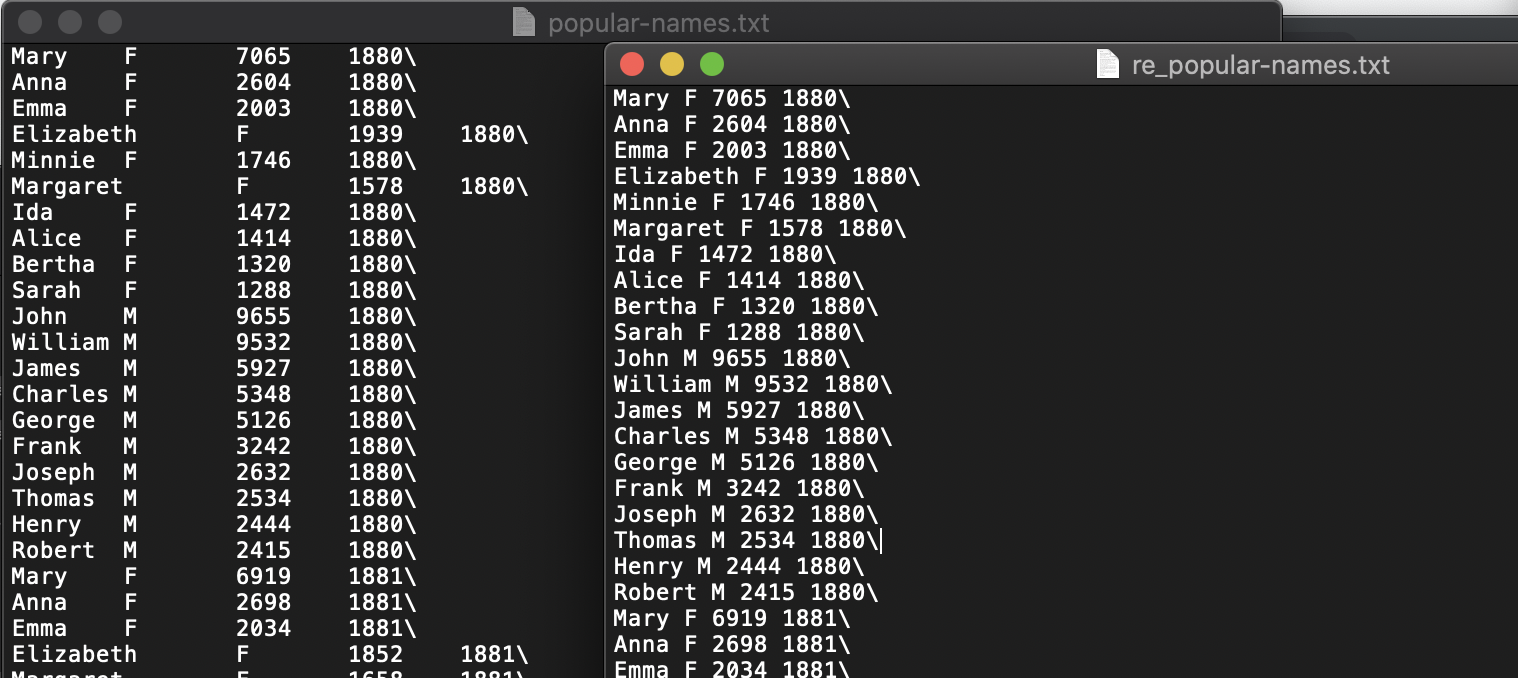 popular-names.txt
Mary F 7065 1880\
Anna F 2604 1880\
Emma F 2003 1880\
Elizabeth F 1939 1880\
Minnie F 1746 1880\
Margaret F 1578 1880\
Ida F 1472 1880\
Alice F 1414 1880\
Bertha F 1320 1880\
Sarah F 1288 1880\
John M 9655 1880\
William M 9532 1880\
James M 5927 1880\
Charles M 5348 1880\
George M 5126 1880\
Frank M 3242 1880\
Joseph M 2632 1880\
Thomas M 2534 1880\
Henry M 2444 1880\
Robert M 2415 1880\
Mary F 6919 1881\
Anna F 2698 1881\
Emma F 2034 1881\
Elizabeth F 1852 1881\
Margaret F 1658 1881\
re_popular-names.txt
Mary F 7065 1880\
Anna F 2604 1880\
Emma F 2003 1880\
Elizabeth F 1939 1880\
Minnie F 1746 1880\
Margaret F 1578 1880\
Ida F 1472 1880\
Alice F 1414 1880\
Bertha F 1320 1880\
Sarah F 1288 1880\
John M 9655 1880\
William M 9532 1880\
James M 5927 1880\
Charles M 5348 1880\
George M 5126 1880\
Frank M 3242 1880\
Joseph M 2632 1880\
Thomas M 2534 1880\
Henry M 2444 1880\
Robert M 2415 1880\
Mary F 6919 1881\
Anna F 2698 1881\
Emma F 2034 1881\